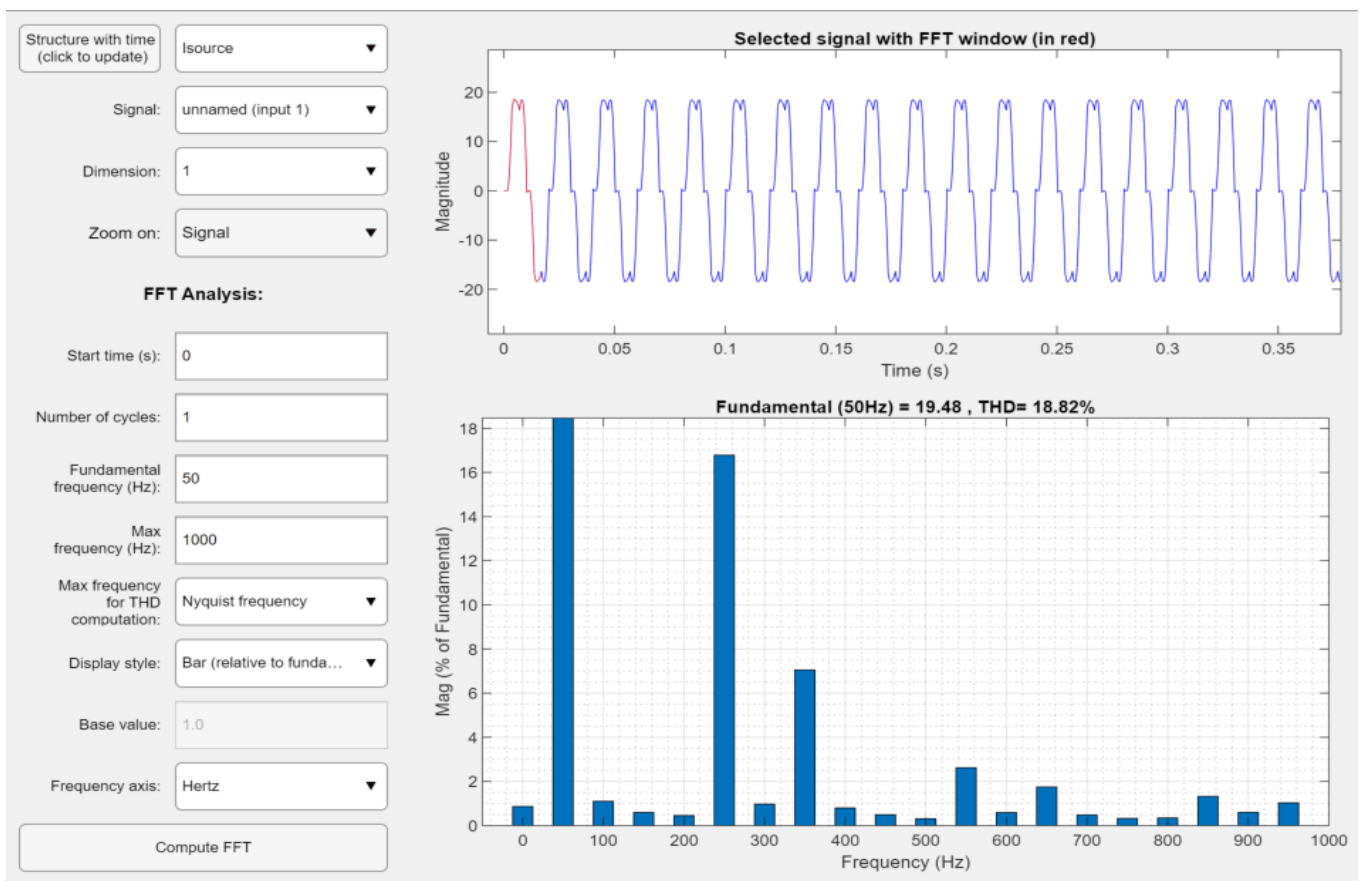 Structure with time
(click to update)
Isource
Signal:
unnamed (input 1)
Dimension:
1
Zoom on:
Signal
FFT Analysis:
Start time (s):
0
Number of cycles:
1
Fundamental
frequency (Hz):
50
Max
frequency (Hz):
1000
Max frequency
for THD
computation:
Nyquist frequency
Display style:
Bar (relative to funda...
Base value:
1.0
Frequency axis:
Hertz
Compute FFT
Selected signal with FFT window (in red)
Magnitude
20
10
0
-10
-20
0 0.05 0.1 0.15 0.2 0.25 0.3 0.35
Time (s)
Fundamental (50Hz) = 19.48 , THD= 18.82%
Mag (% of Fundamental)
18
16
14
12
10
8
6
4
2
0
0 100 200 300 400 500 600 700 800 900 1000
Frequency (Hz)